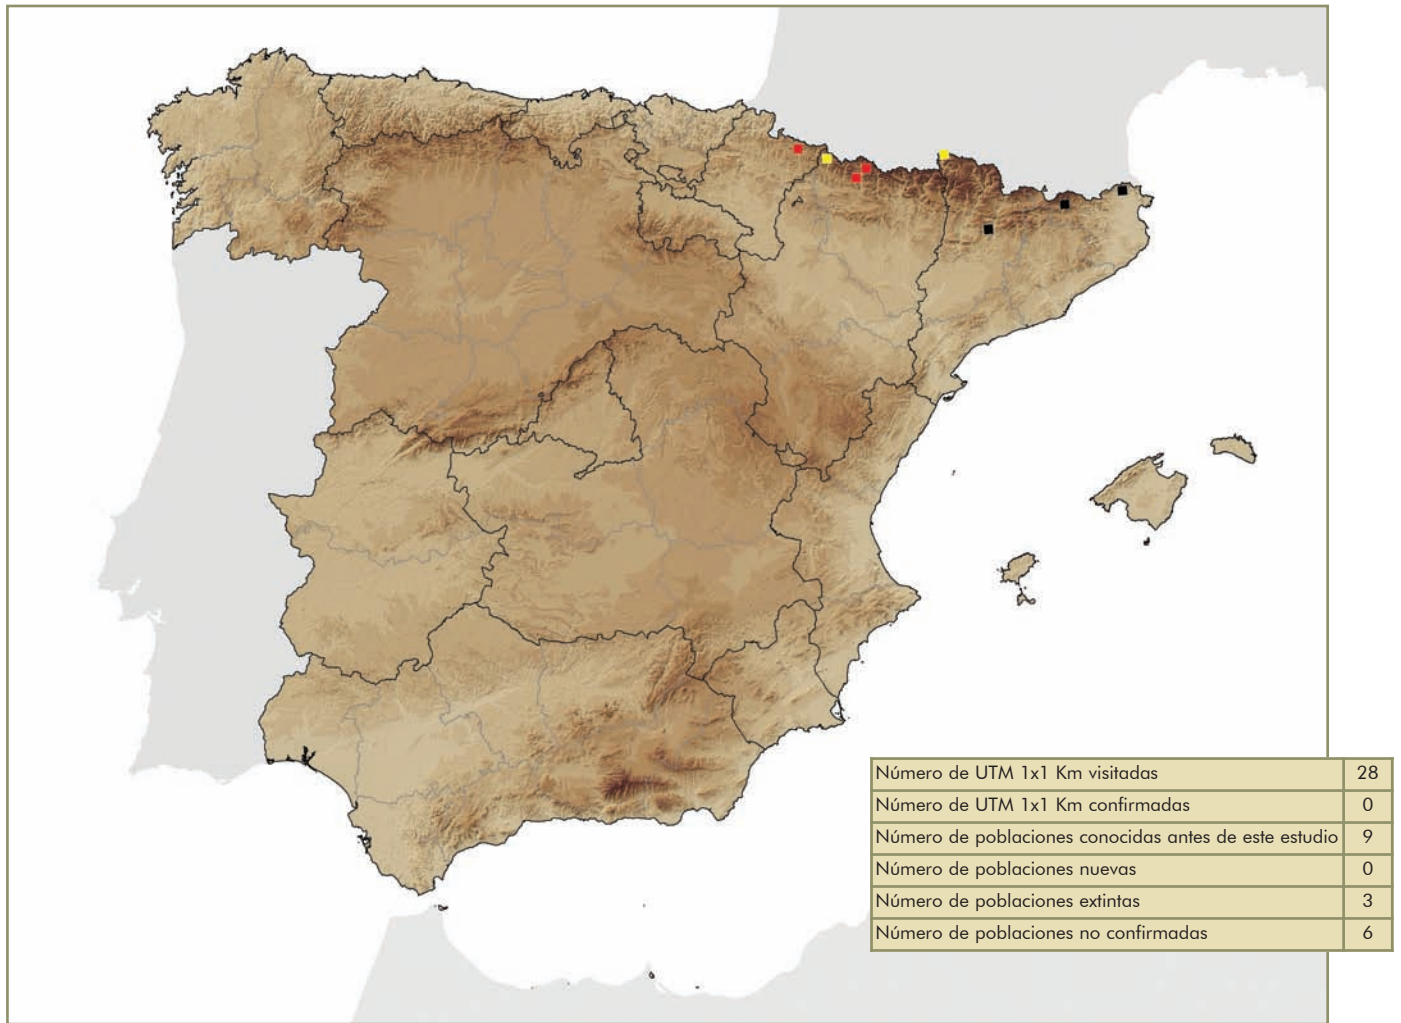 Número de UTM 1x1 Km visitadas 28
Número de UTM 1x1 Km confirmadas 0
Número de poblaciones conocidas antes de este estudio 9
Número de poblaciones nuevas 0
Número de poblaciones extintas 3
Número de poblaciones no confirmadas 6